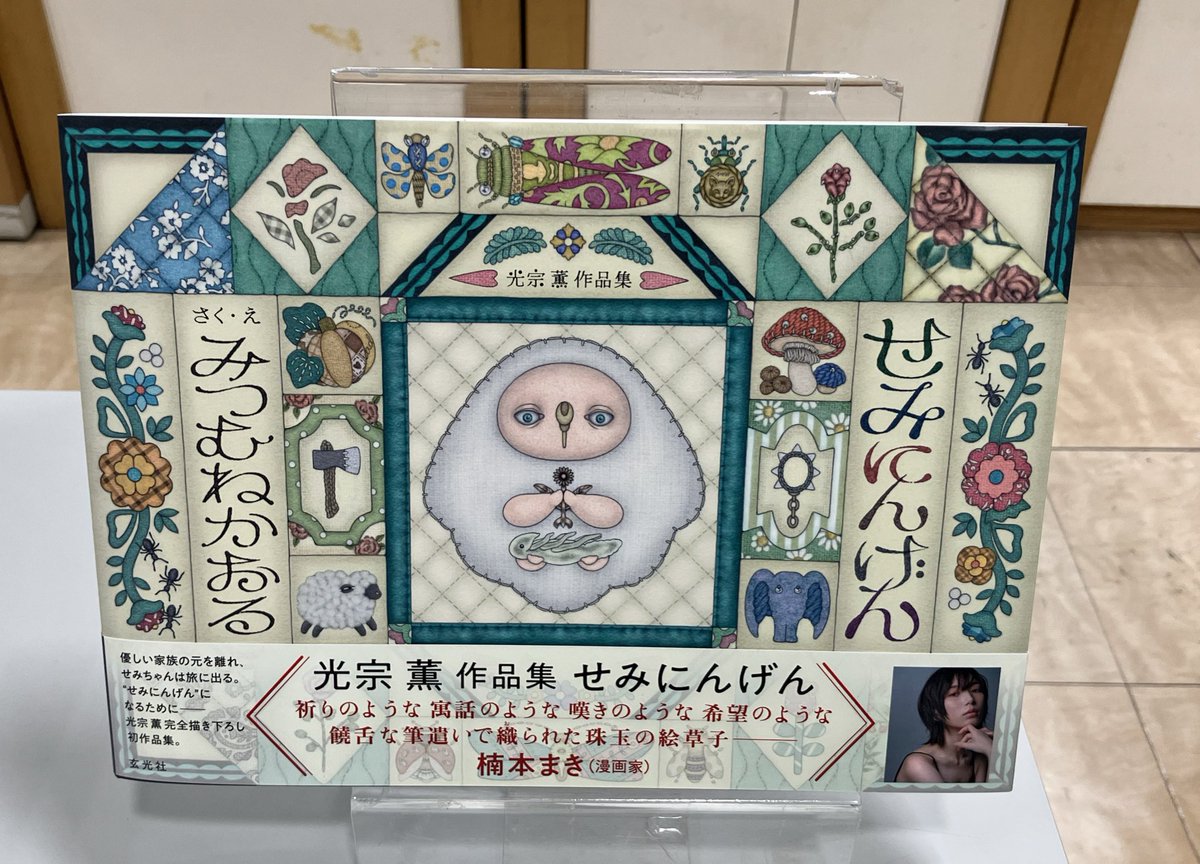 光宗 薫 作品集
せみにんげん
さく・え
みつむねかおる
優しい家族の元を離れ、
せみちゃんは旅に出る。
“せみにんげん”に
なるために——
光宗 薫 完全描き下ろし
初作品集。
玄光社
光宗 薫 作品集 せみにんげん
祈りのような 寓話のような 嘆きのような 希望のような
饒舌な筆遣いで織られた珠玉の絵草子——
楠本まき(漫画家)